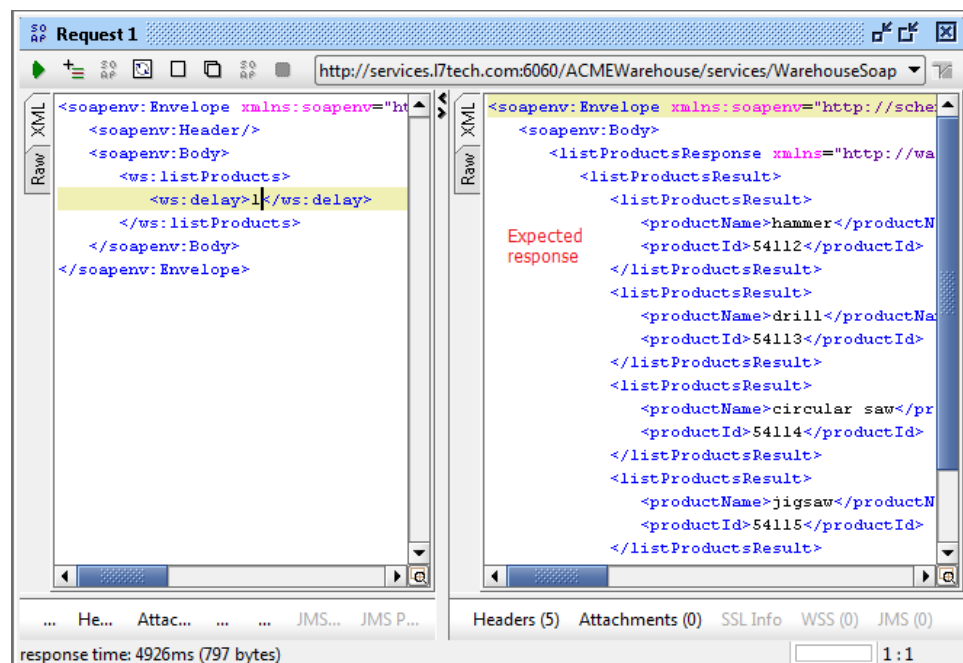 SOAP Request 1
SOAP SOAP http://services.l7tech.com:6060/ACMEWarehouse/services/WarehouseSoap
XML
Raw
<soapenv:Envelope xmlns:soapenv="ht
<soapenv:Header/>
<soapenv:Body>
<ws:listProducts>
<ws:delay>1</ws:delay>
</ws:listProducts>
</soapenv:Body>
</soapenv:Envelope>
XML
Raw
<soapenv:Envelope xmlns:soapenv="http://sche
<soapenv:Body>
<listProductsResponse xmlns="http://wa
<listProductsResult>
<listProductsResult>
<productName>hammer</productN
<productId>54112</productId>
</listProductsResult>
<listProductsResult>
<productName>drill</productNa
<productId>54113</productId>
</listProductsResult>
<listProductsResult>
<productName>circular saw</pr
<productId>54114</productId>
</listProductsResult>
<listProductsResult>
<productName>jigsaw</productN
<productId>54115</productId>
</listProductsResult>
Expected
response
... He... Attac... ... ... JMS... JMS P...
Headers (5) Attachments (0) SSL Info WSS (0) JMS (0)
response time: 4926ms (797 bytes)
1 : 1